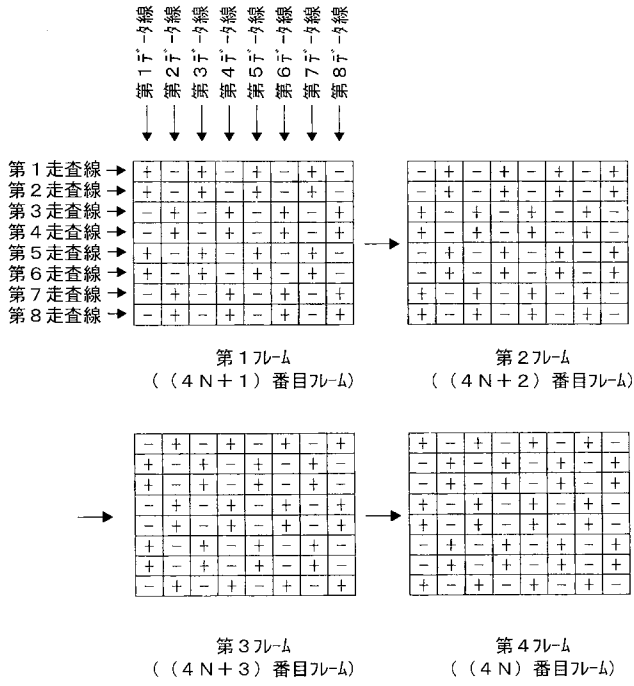 第1データ線
第2データ線
第3データ線
第4データ線
第5データ線
第6データ線
第7データ線
第8データ線
第1走査線 + − + − + − + −
第2走査線 + − + − + − + −
第3走査線 − + − + − + − +
第4走査線 − + − + − + − +
第5走査線 + − + − + − + −
第6走査線 + − + − + − + −
第7走査線 − + − + − + − +
第8走査線 − + − + − + − +
第1フレーム
((4N+1)番目フレーム)
− + − + − + − +
− + − + − + − +
+ − + − + − + −
+ − + − + − + −
− + − + − + − +
− + − + − + − +
+ − + − + − + −
+ − + − + − + −
第2フレーム
((4N+2)番目フレーム)
− + − + − + − +
+ − + − + − + −
+ − + − + − + −
− + − + − + − +
− + − + − + − +
+ − + − + − + −
+ − + − + − + −
− + − + − + − +
第3フレーム
((4N+3)番目フレーム)
+ − + − + − + −
− + − + − + − +
− + − + − + − +
+ − + − + − + −
+ − + − + − + −
− + − + − + − +
− + − + − + − +
+ − + − + − + −
第4フレーム
((4N)番目フレーム)